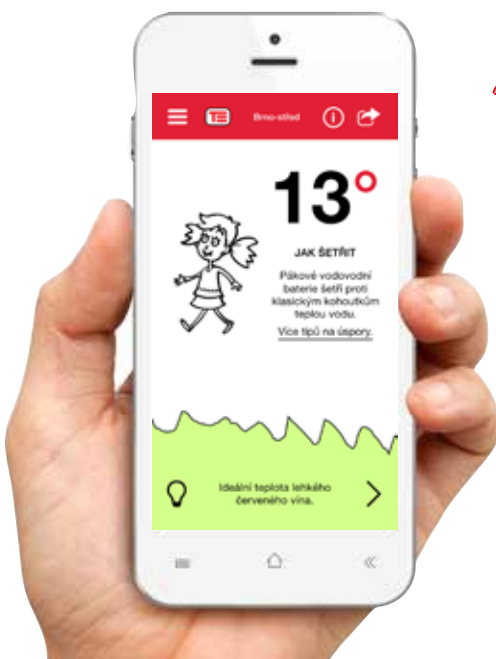 Brno-střed
13°
JAK ŠETŘIT
Pákové vodovodní
baterie šetří proti
klasickým kohoutkům
teplou vodu.
Více tipů na úspory.
Ideální teplota lehkého
červeného vína.